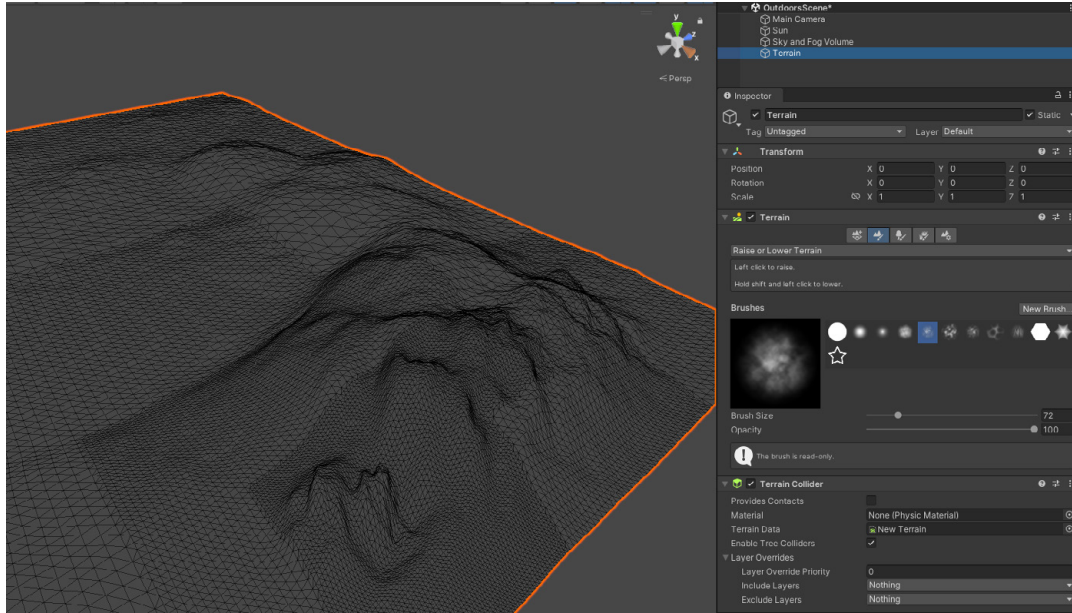 OutdoorsScene*
Main Camera
Sun
Sky and Fog Volume
Terrain
y
z
x
Persp
Inspector
Terrain
Static
Tag Untagged Layer Default
Transform
Position X 0 Y 0 Z 0
Rotation X 0 Y 0 Z 0
Scale X 1 Y 1 Z 1
Terrain
Raise or Lower Terrain
Left click to raise.
Hold shift and left click to lower.
Brushes New Brush...
Brush Size 72
Opacity 100
The brush is read-only.
Terrain Collider
Provides Contacts
Material None (Physic Material)
Terrain Data New Terrain
Enable Tree Colliders
Layer Overrides
Layer Override Priority 0
Include Layers Nothing
Exclude Layers Nothing